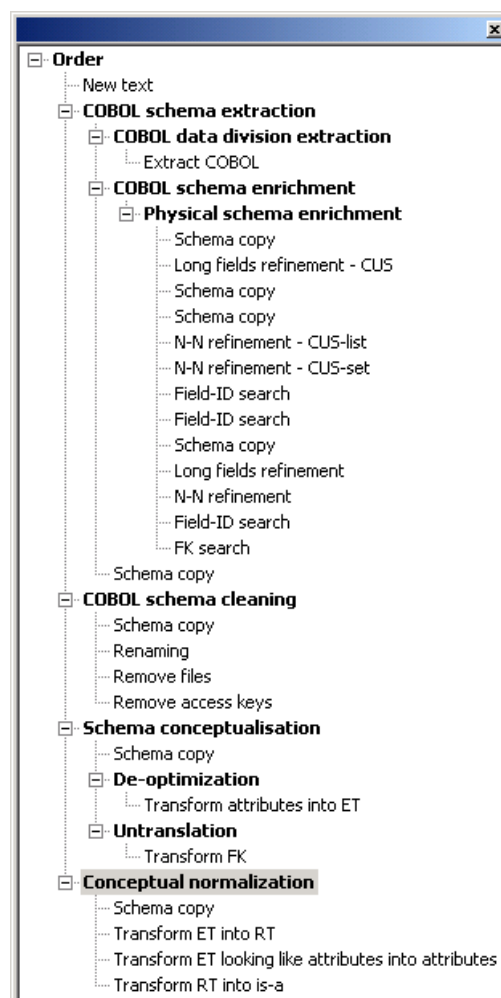 Order
New text
COBOL schema extraction
COBOL data division extraction
Extract COBOL
COBOL schema enrichment
Physical schema enrichment
Schema copy
Long fields refinement - CUS
Schema copy
Schema copy
N-N refinement - CUS-list
N-N refinement - CUS-set
Field-ID search
Field-ID search
Schema copy
Long fields refinement
N-N refinement
Field-ID search
FK search
Schema copy
COBOL schema cleaning
Schema copy
Renaming
Remove files
Remove access keys
Schema conceptualisation
Schema copy
De-optimization
Transform attributes into ET
Untranslation
Transform FK
Conceptual normalization
Schema copy
Transform ET into RT
Transform ET looking like attributes into attributes
Transform RT into is-a